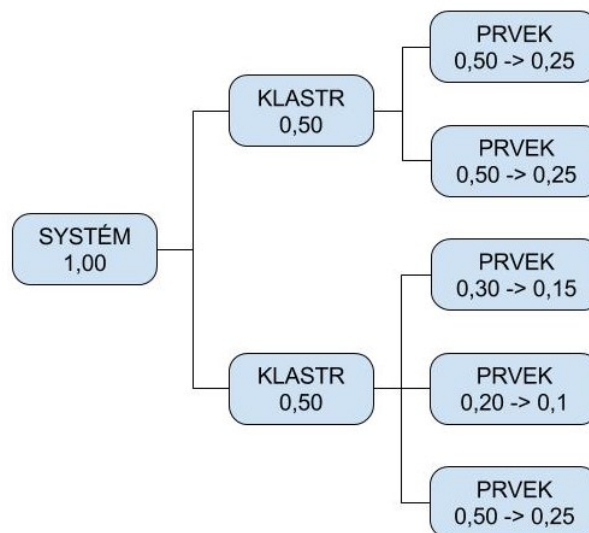 SYSTÉM
1,00
KLASTR
0,50
PRVEK
0,50 -> 0,25
PRVEK
0,50 -> 0,25
KLASTR
0,50
PRVEK
0,30 -> 0,15
PRVEK
0,20 -> 0,1
PRVEK
0,50 -> 0,25